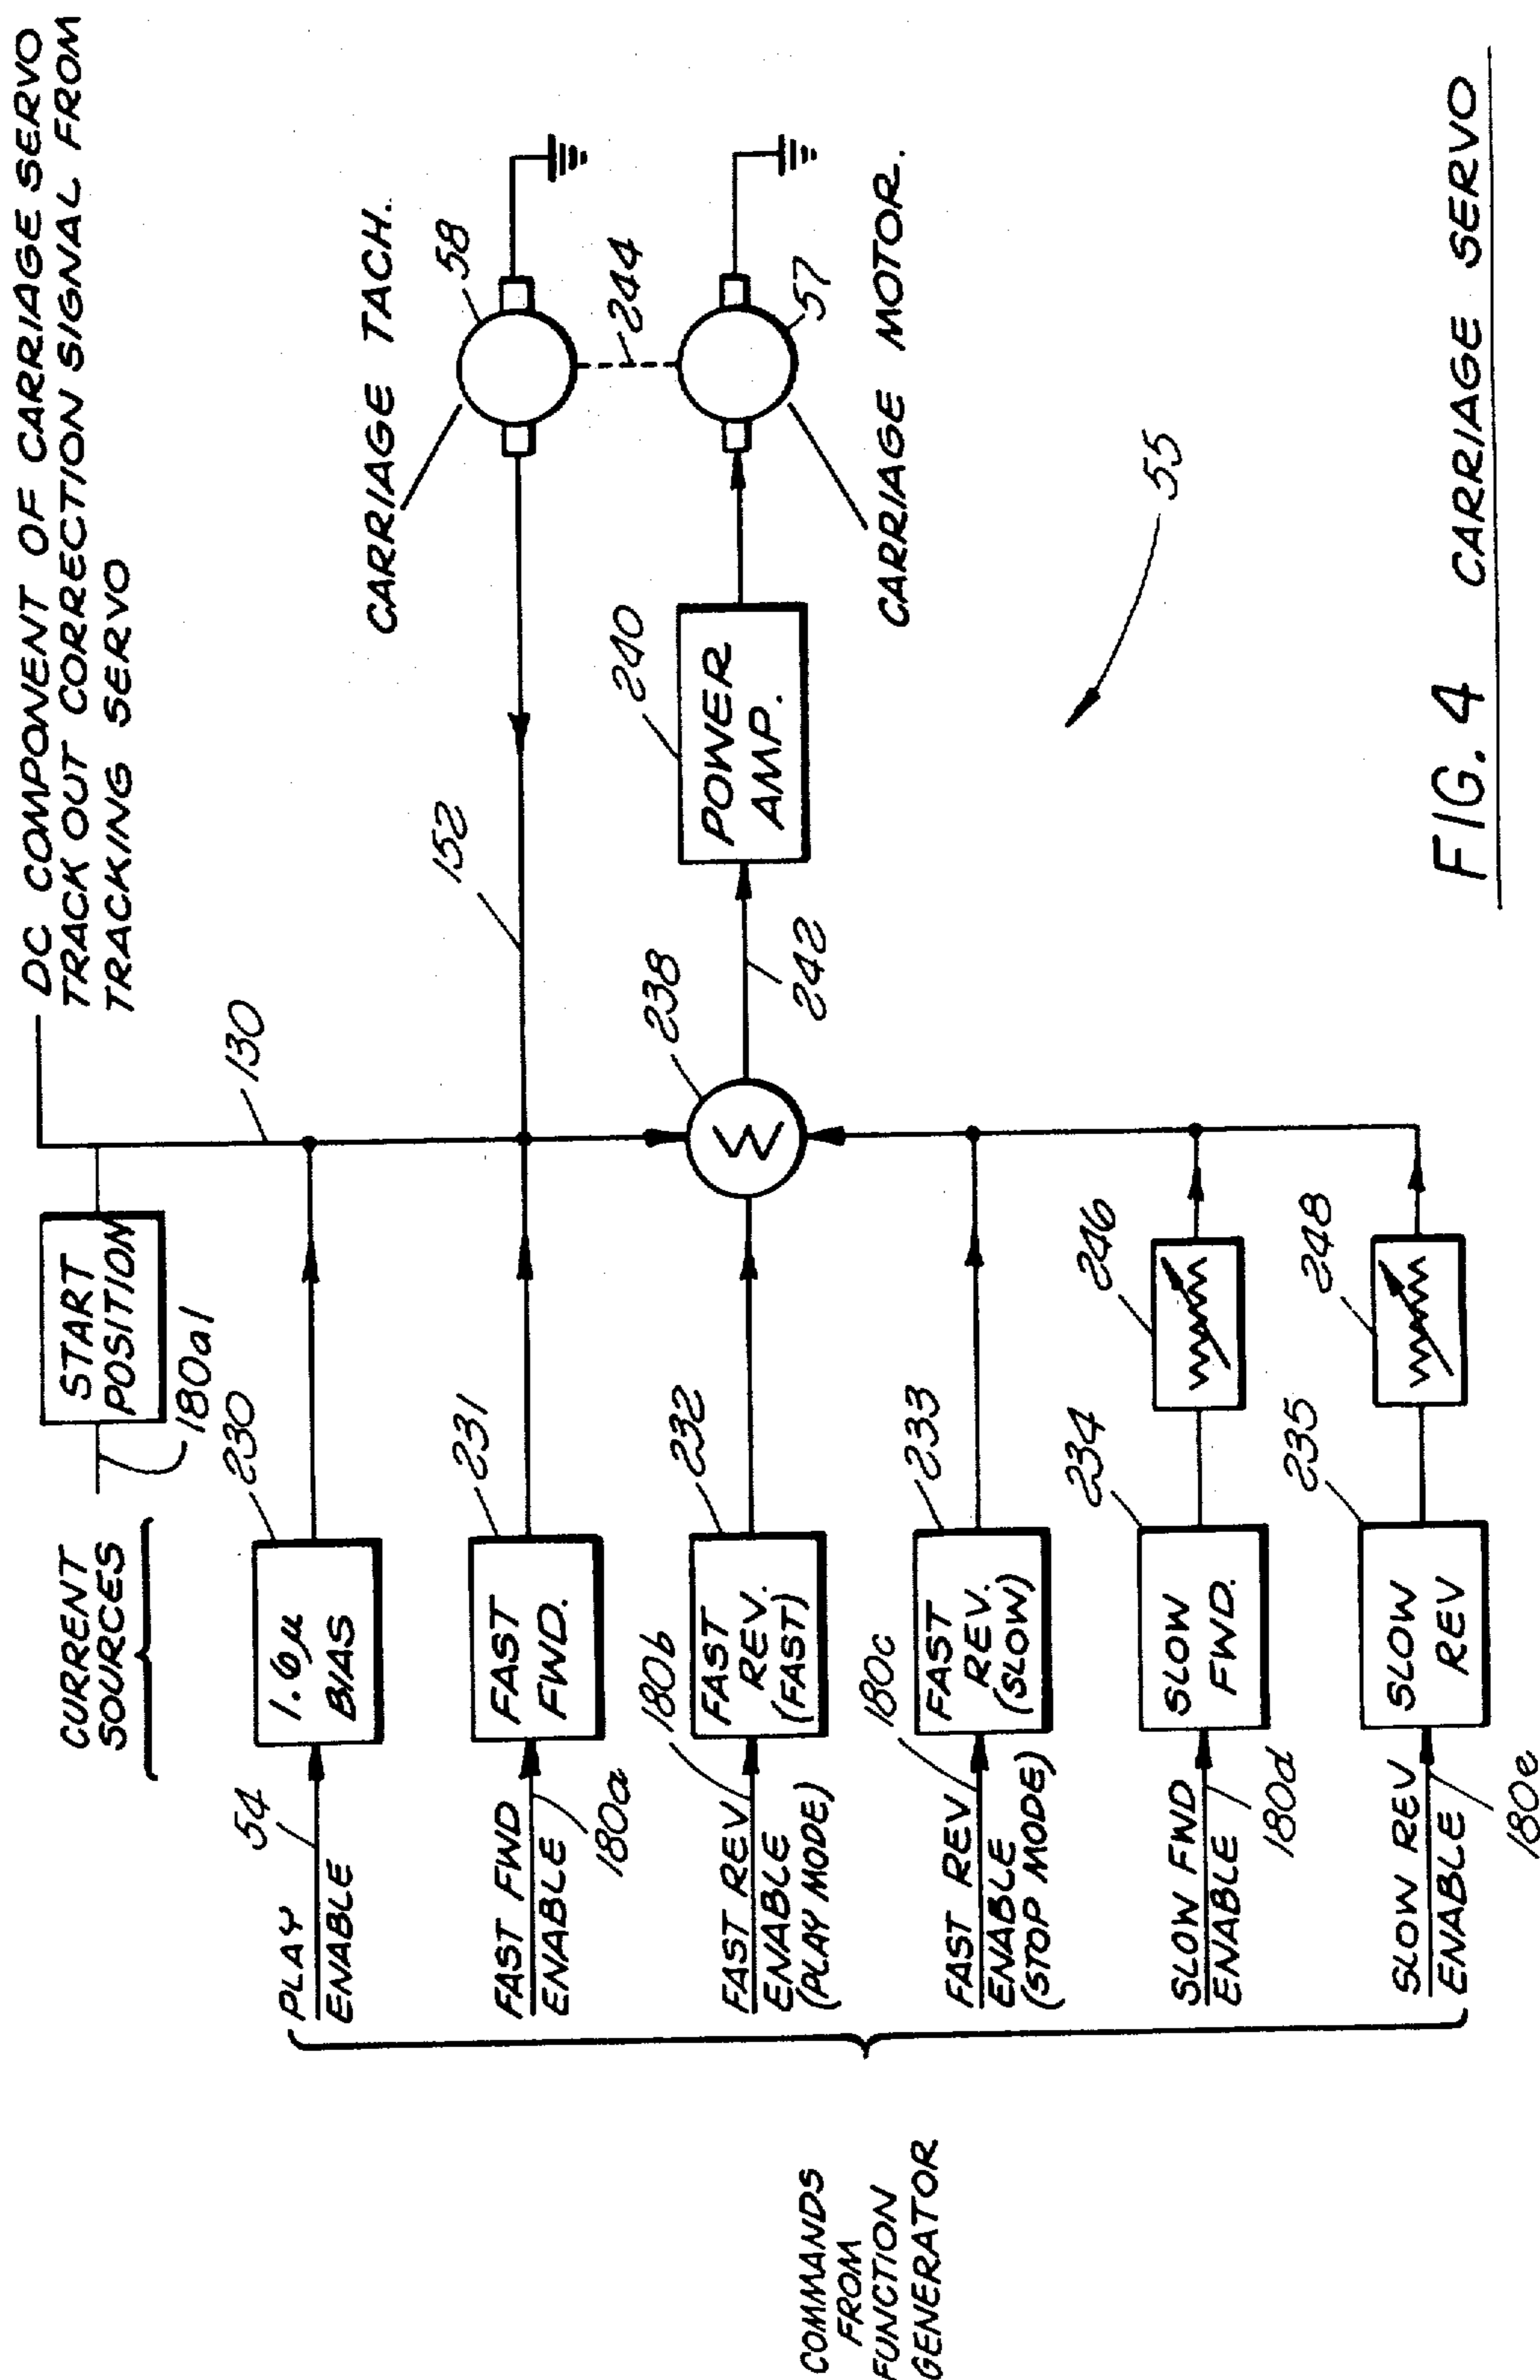 DC COMPONENT OF CARRIAGE SERVO
TRACK OUT CORRECTION SIGNAL FROM
TRACKING SERVO
130
START
POSITION
180a1
CURRENT
SOURCES
PLAY
ENABLE
54
1.6μ
BIAS
230
FAST FWD
ENABLE
180a
FAST
FWD.
231
FAST REV
ENABLE
(PLAY MODE)
180b
FAST
REV.
(FAST)
232
FAST REV
ENABLE
(STOP MODE)
180c
FAST
REV.
(SLOW)
233
SLOW FWD
ENABLE
180d
SLOW
FWD.
234
246
SLOW REV
ENABLE
180e
SLOW
REV
235
248
COMMANDS
FROM
FUNCTION
GENERATOR
Σ
238
242
152
POWER
AMP.
240
CARRIAGE TACH.
58
244
57
CARRIAGE MOTOR.
55
FIG. 4 CARRIAGE SERVO